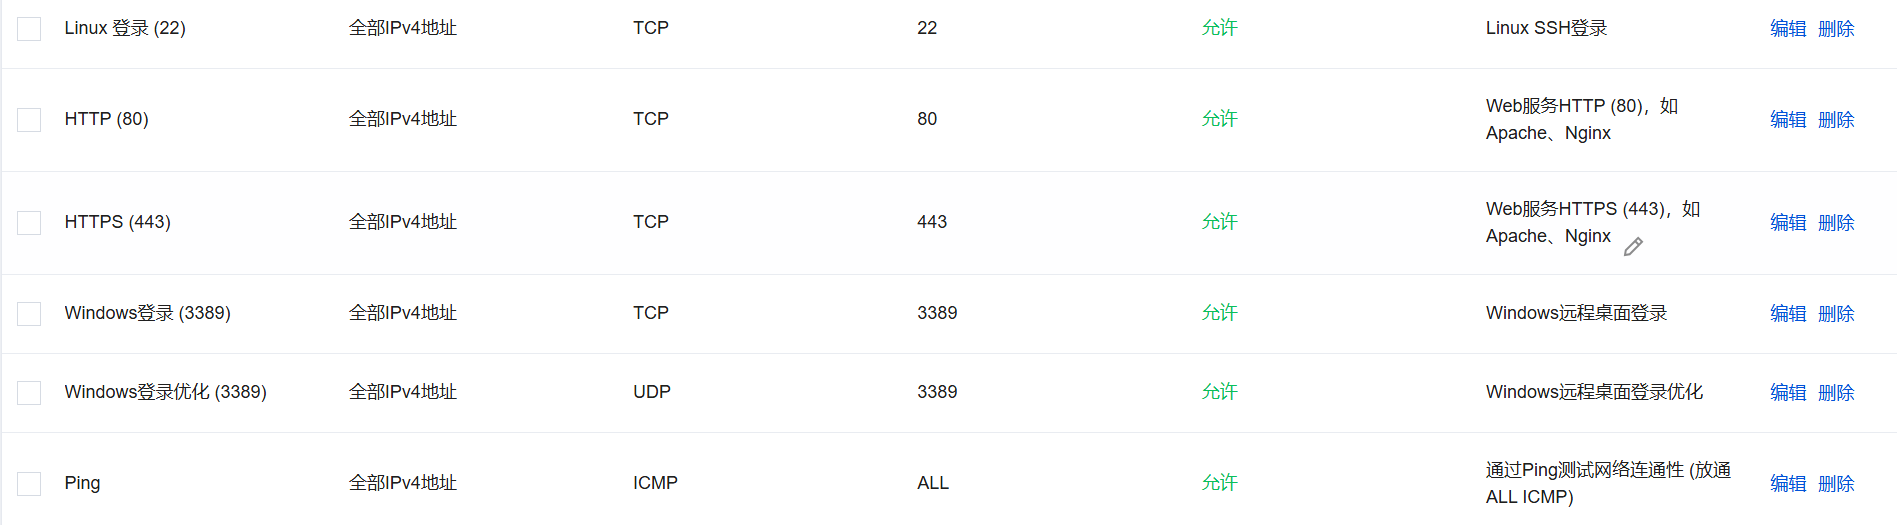 Linux 登录 (22) 全部IPv4地址 TCP 22 允许 Linux SSH登录 编辑 删除
HTTP (80) 全部IPv4地址 TCP 80 允许 Web服务HTTP (80)，如
Apache、Nginx 编辑 删除
HTTPS (443) 全部IPv4地址 TCP 443 允许 Web服务HTTPS (443)，如
Apache、Nginx 编辑 删除
Windows登录 (3389) 全部IPv4地址 TCP 3389 允许 Windows远程桌面登录 编辑 删除
Windows登录优化 (3389) 全部IPv4地址 UDP 3389 允许 Windows远程桌面登录优化 编辑 删除
Ping 全部IPv4地址 ICMP ALL 允许 通过Ping测试网络连通性 (放通
ALL ICMP) 编辑 删除